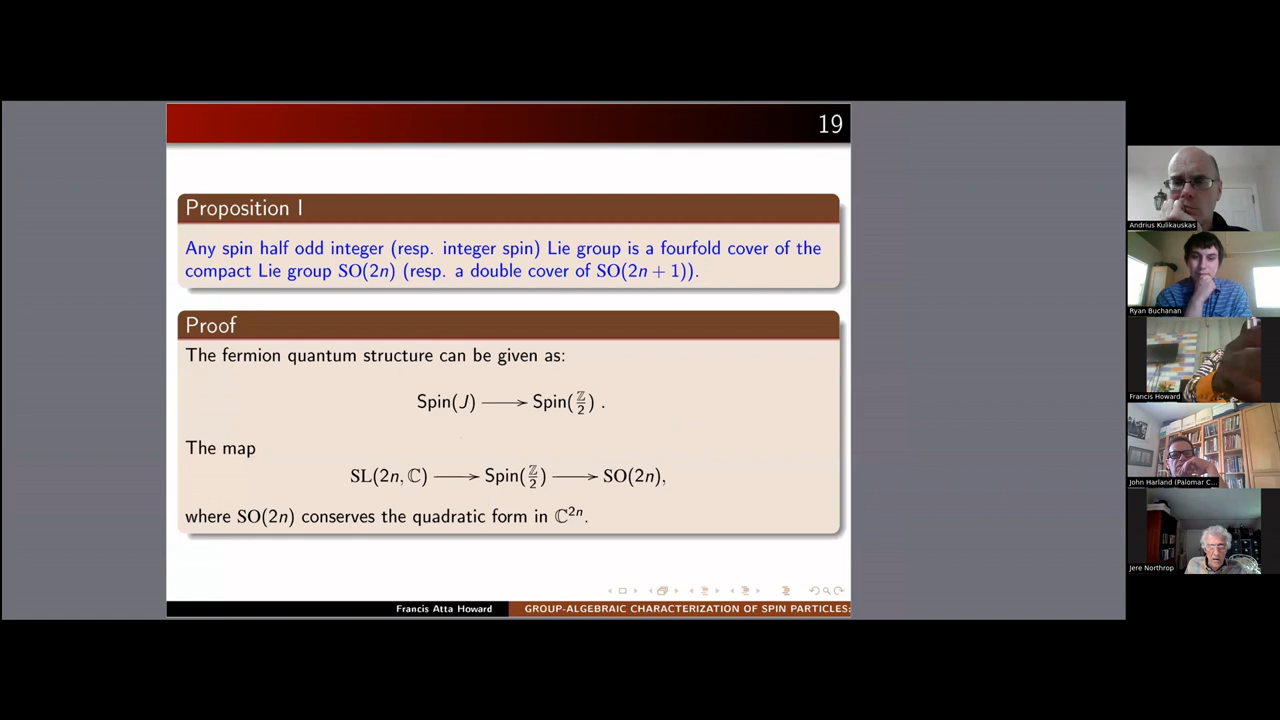 19
Proposition I
Any spin half odd integer (resp. integer spin) Lie group is a fourfold cover of the
compact Lie group SO(2n) (resp. a double cover of SO(2n + 1)).
Proof
The fermion quantum structure can be given as:
Spin(J) ⟶ Spin(ℤ/2) .
The map
SL(2n, ℂ) ⟶ Spin(ℤ/2) ⟶ SO(2n),
where SO(2n) conserves the quadratic form in ℂ²ⁿ.
Francis Atta Howard
GROUP-ALGEBRAIC CHARACTERIZATION OF SPIN PARTICLES:
Andrius Kulikauskas
Ryan Buchanan
Francis Howard
John Harland (Palomar C...
Jere Northrop